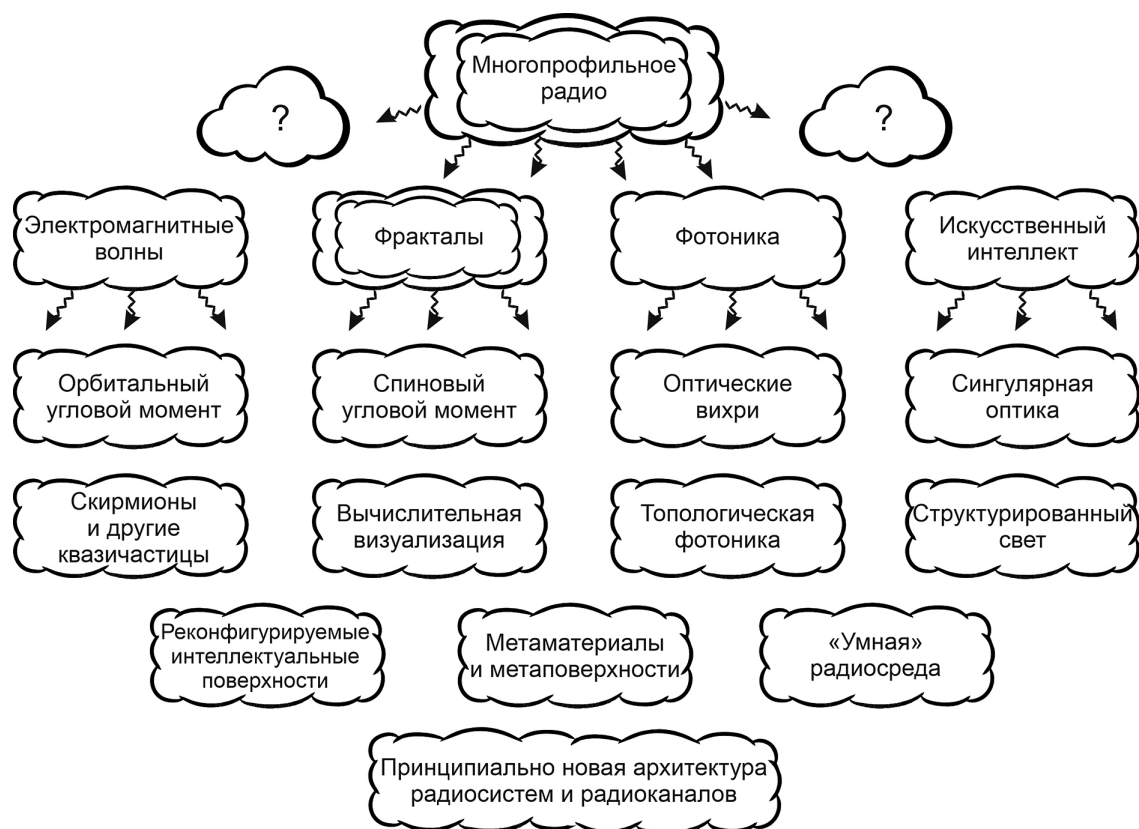 Многопрофильное
радио
?
?
Электромагнитные
волны
Фракталы
Фотоника
Искусственный
интеллект
Орбитальный
угловой момент
Спиновый
угловой момент
Оптические
вихри
Сингулярная
оптика
Скирмионы
и другие
квазичастицы
Вычислительная
визуализация
Топологическая
фотоника
Структурированный
свет
Реконфигурируемые
интеллектуальные
поверхности
Метаматериалы
и метаповерхности
«Умная»
радиосреда
Принципиально новая архитектура
радиосистем и радиоканалов